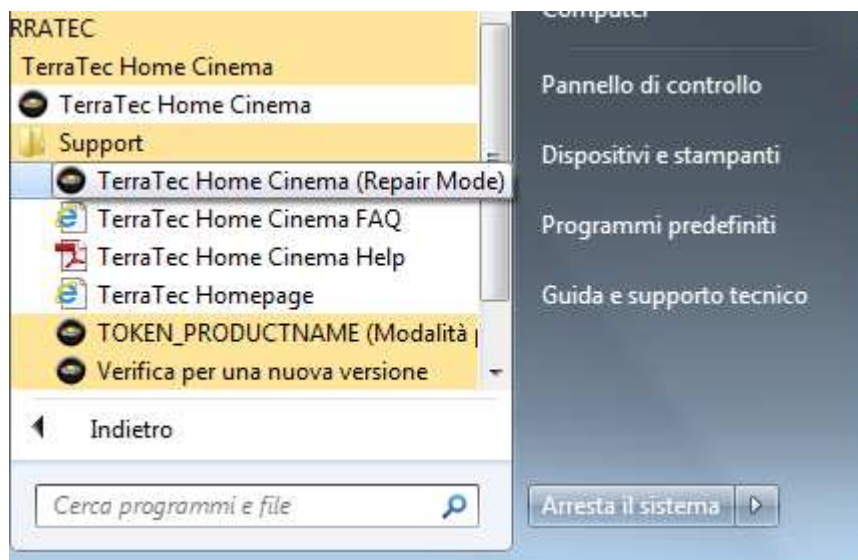 RRATEC
TerraTec Home Cinema
TerraTec Home Cinema
Support
TerraTec Home Cinema (Repair Mode)
TerraTec Home Cinema FAQ
TerraTec Home Cinema Help
TerraTec Homepage
TOKEN_PRODUCTNAME (Modalità
Verifica per una nuova versione
Indietro
Cerca programmi e file
Computer
Pannello di controllo
Dispositivi e stampanti
Programmi predefiniti
Guida e supporto tecnico
Arresta il sistema